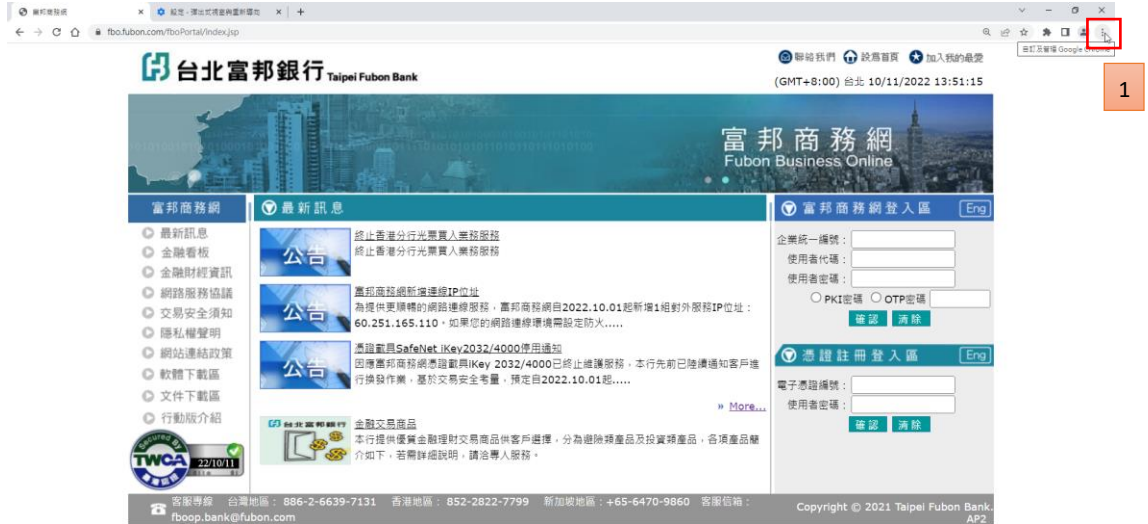 富邦商務網
設定 - 彈出式視窗與重新導向
fbo.fubon.com/fboPortal/index.jsp
自訂及管理 Google Chrome
1
台北富邦銀行 Taipei Fubon Bank
聯絡我們 設為首頁 加入我的最愛
(GMT+8:00) 台北 10/11/2022 13:51:15
富邦商務網
Fubon Business Online
富邦商務網
最新訊息
金融看板
金融財經資訊
網路服務協議
交易安全須知
隱私權聲明
網站連結政策
軟體下載區
文件下載區
行動版介紹
Secured By
TWCA
22/10/11
最新訊息
公告
終止香港分行光票買入業務服務
終止香港分行光票買入業務服務
公告
富邦商務網新增連線IP位址
為提供更順暢的網路連線服務，富邦商務網自2022.10.01起新增1組對外服務IP位址：
60.251.165.110。如果您的網路連線環境需設定防火.....
公告
憑證載具SafeNet iKey2032/4000停用通知
因應富邦商務網憑證載具iKey 2032/4000已終止維護服務，本行先前已陸續通知客戶進
行換發作業，基於交易安全考量，預定自2022.10.01起.....
» More...
台北富邦銀行
金融交易商品
本行提供優質金融理財交易商品供客戶選擇，分為避險類產品及投資類產品，各項產品簡
介如下，若需詳細說明，請洽專人服務。
富邦商務網登入區 Eng
企業統一編號：
使用者代碼：
使用者密碼：
PKI密碼 OTP密碼
確認 清除
憑證註冊登入區 Eng
電子憑證編號：
使用者密碼：
確認 清除
客服專線 台灣地區： 886-2-6639-7131 香港地區： 852-2822-7799 新加坡地區：+65-6470-9860 客服信箱：
fboop.bank@fubon.com
Copyright © 2021 Taipei Fubon Bank.
AP2